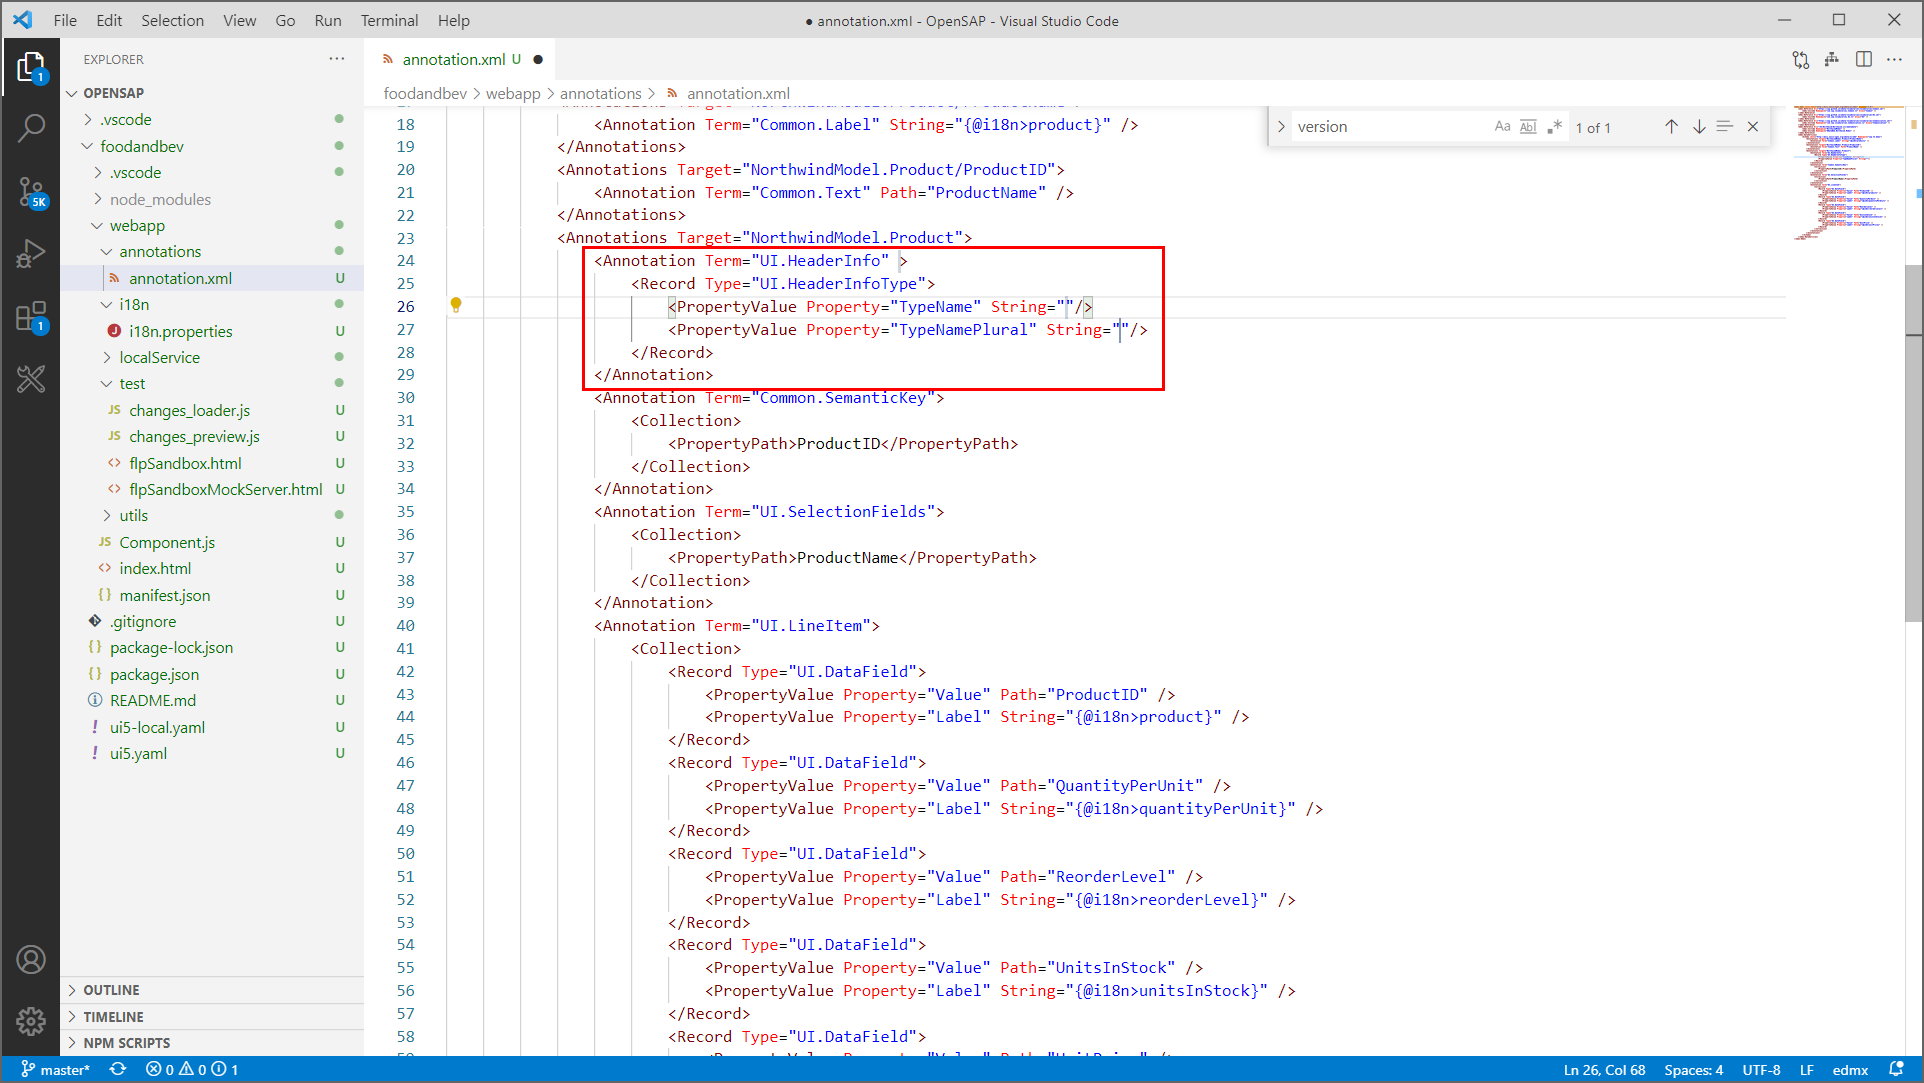 File Edit Selection View Go Run Terminal Help
● annotation.xml - OpenSAP - Visual Studio Code
EXPLORER
OPENSAP
.vscode
foodandbev
.vscode
node_modules
webapp
annotations
annotation.xml U
i18n
i18n.properties U
localService
test
JS changes_loader.js U
JS changes_preview.js U
<> flpSandbox.html U
<> flpSandboxMockServer.html U
utils
JS Component.js U
<> index.html U
{} manifest.json U
.gitignore U
{} package-lock.json U
{} package.json U
README.md U
! ui5-local.yaml U
! ui5.yaml U
OUTLINE
TIMELINE
NPM SCRIPTS
1
5K
1
annotation.xml U ●
foodandbev > webapp > annotations > annotation.xml
version Aa Abl .* 1 of 1
18 <Annotation Term="Common.Label" String="{@i18n>product}" />
19 </Annotations>
20 <Annotations Target="NorthwindModel.Product/ProductID">
21 <Annotation Term="Common.Text" Path="ProductName" />
22 </Annotations>
23 <Annotations Target="NorthwindModel.Product">
24 <Annotation Term="UI.HeaderInfo" >
25 <Record Type="UI.HeaderInfoType">
26 <PropertyValue Property="TypeName" String=""/>
27 <PropertyValue Property="TypeNamePlural" String=""/>
28 </Record>
29 </Annotation>
30 <Annotation Term="Common.SemanticKey">
31 <Collection>
32 <PropertyPath>ProductID</PropertyPath>
33 </Collection>
34 </Annotation>
35 <Annotation Term="UI.SelectionFields">
36 <Collection>
37 <PropertyPath>ProductName</PropertyPath>
38 </Collection>
39 </Annotation>
40 <Annotation Term="UI.LineItem">
41 <Collection>
42 <Record Type="UI.DataField">
43 <PropertyValue Property="Value" Path="ProductID" />
44 <PropertyValue Property="Label" String="{@i18n>product}" />
45 </Record>
46 <Record Type="UI.DataField">
47 <PropertyValue Property="Value" Path="QuantityPerUnit" />
48 <PropertyValue Property="Label" String="{@i18n>quantityPerUnit}" />
49 </Record>
50 <Record Type="UI.DataField">
51 <PropertyValue Property="Value" Path="ReorderLevel" />
52 <PropertyValue Property="Label" String="{@i18n>reorderLevel}" />
53 </Record>
54 <Record Type="UI.DataField">
55 <PropertyValue Property="Value" Path="UnitsInStock" />
56 <PropertyValue Property="Label" String="{@i18n>unitsInStock}" />
57 </Record>
58 <Record Type="UI.DataField">
master* 0 0 1
Ln 26, Col 68 Spaces: 4 UTF-8 LF edmx